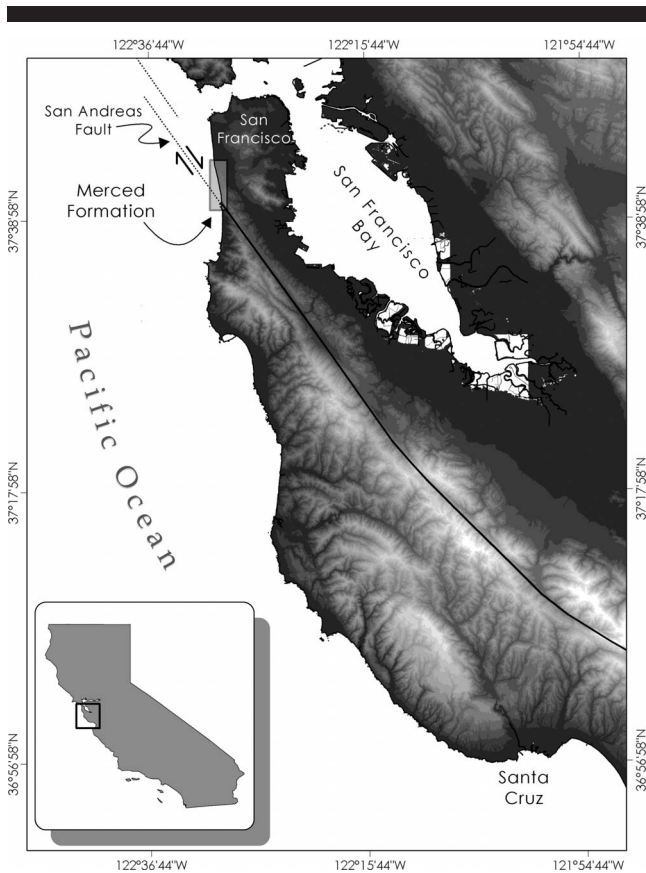 122°36'44"W
122°15'44"W
121°54'44"W
San Andreas
Fault
San
Francisco
Merced
Formation
San Francisco
Bay
37°38'58"N
37°38'58"N
Pacific Ocean
37°17'58"N
37°17'58"N
36°56'58"N
36°56'58"N
Santa
Cruz
122°36'44"W
122°15'44"W
121°54'44"W